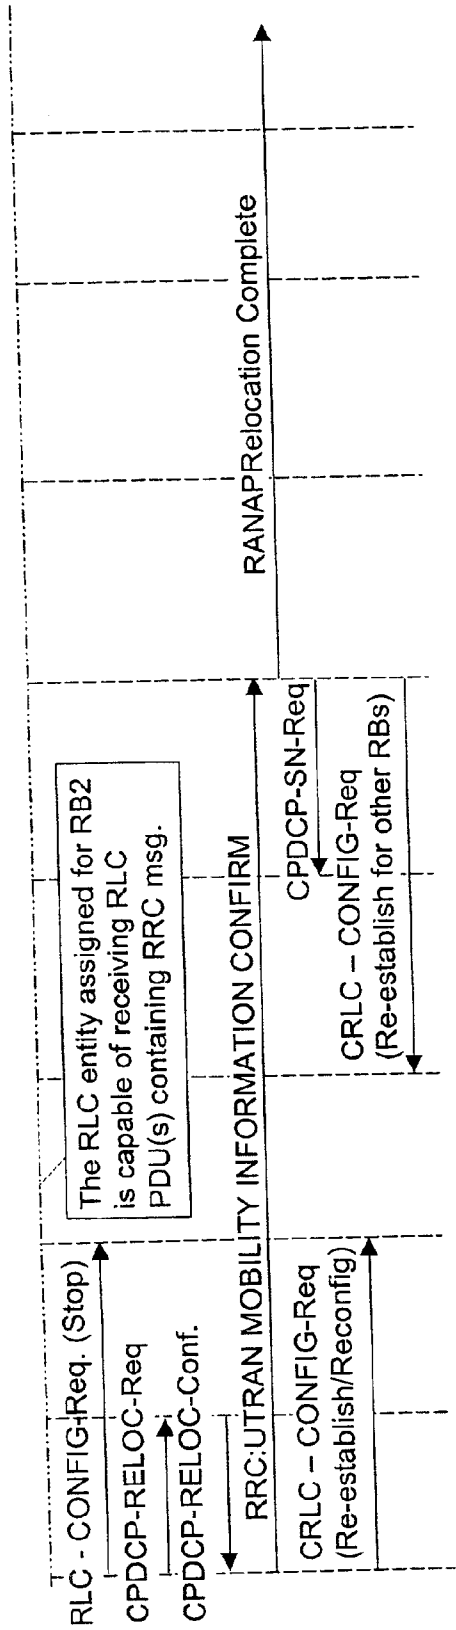 RLC - CONFIG-Req. (Stop)
The RLC entity assigned for RB2
is capable of receiving RLC
PDU(s) containing RRC msg.
CPDCP-RELOC-Req
CPDCP-RELOC-Conf.
RRC:UTRAN MOBILITY INFORMATION CONFIRM
RANAPRelocation Complete
CRLC – CONFIG-Req
(Re-establish/Reconfig)
CPDCP-SN-Req
CRLC – CONFIG-Req
(Re-establish for other RBs)